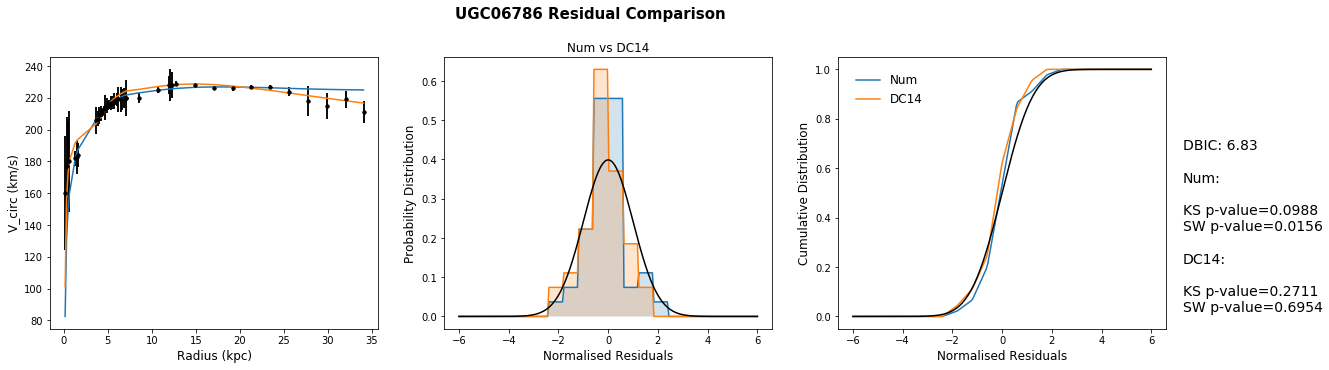 UGC06786 Residual Comparison
V_circ (km/s)
240
220
200
180
160
140
120
100
80
0
5
10
15
20
25
30
35
Radius (kpc)
Num vs DC14
Probability Distribution
0.6
0.5
0.4
0.3
0.2
0.1
0.0
−6
−4
−2
0
2
4
6
Normalised Residuals
Cumulative Distribution
1.0
0.8
0.6
0.4
0.2
0.0
Num
DC14
−6
−4
−2
0
2
4
6
Normalised Residuals
DBIC: 6.83
Num:
KS p-value=0.0988
SW p-value=0.0156
DC14:
KS p-value=0.2711
SW p-value=0.6954